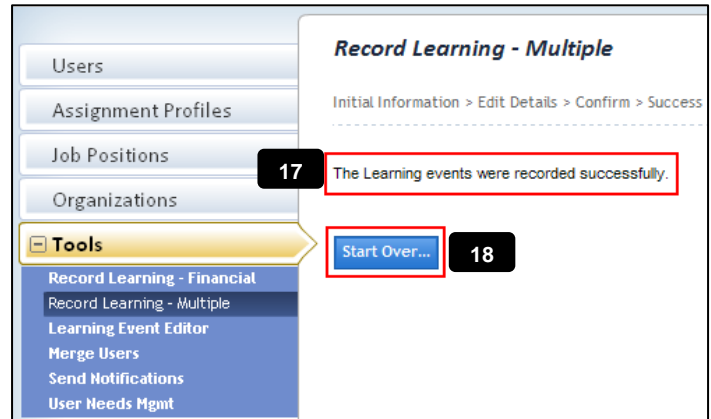 Users
Assignment Profiles
Job Positions
Organizations
Tools
Record Learning - Financial
Record Learning - Multiple
Learning Event Editor
Merge Users
Send Notifications
User Needs Mgmt
Record Learning - Multiple
Initial Information > Edit Details > Confirm > Success
17
The Learning events were recorded successfully.
Start Over...
18